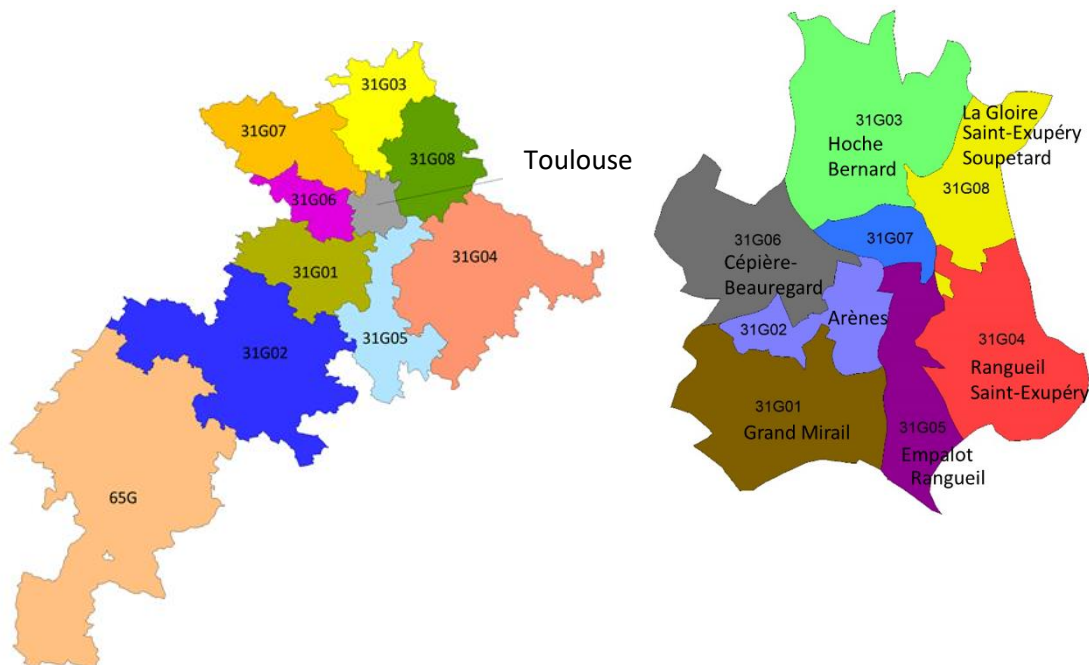 31G03
31G07
31G08
Toulouse
31G06
31G01
31G04
31G02
31G05
65G
31G03
Hoche
Bernard
La Gloire
Saint-Exupéry
Soupetard
31G08
31G06
Cépière-
Beauregard
31G07
Arènes
31G02
31G04
Rangueil
Saint-Exupéry
31G01
Grand Mirail
31G05
Empalot
Rangueil